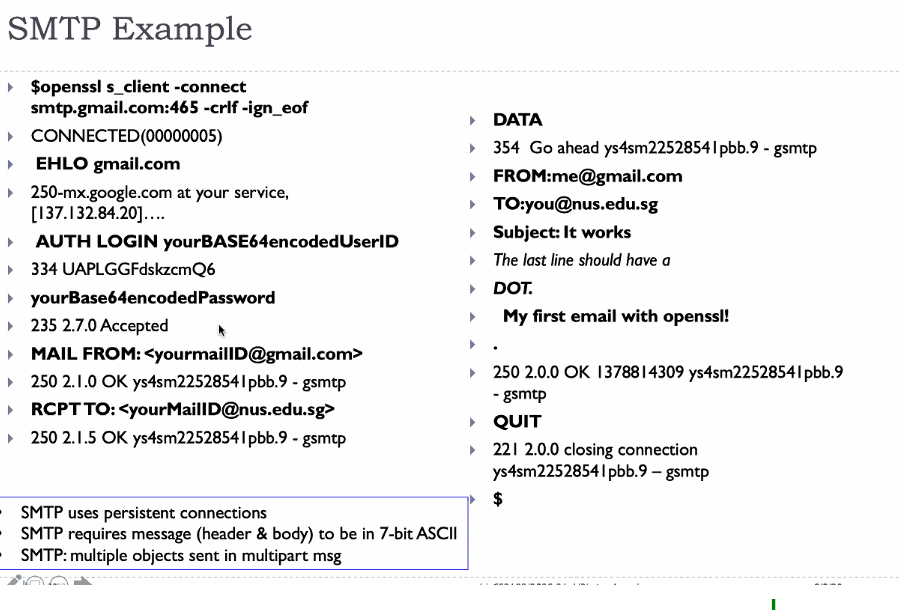 SMTP Example
$openssl s_client -connect
smtp.gmail.com:465 -crlf -ign_eof
CONNECTED(00000005)
EHLO gmail.com
250-mx.google.com at your service,
[137.132.84.20]….
AUTH LOGIN yourBASE64encodedUserID
334 UAPLGGFdskzcmQ6
yourBase64encodedPassword
235 2.7.0 Accepted
MAIL FROM: <yourmailID@gmail.com>
250 2.1.0 OK ys4sm22528541pbb.9 - gsmtp
RCPT TO: <yourMailID@nus.edu.sg>
250 2.1.5 OK ys4sm22528541pbb.9 - gsmtp
SMTP uses persistent connections
SMTP requires message (header & body) to be in 7-bit ASCII
SMTP: multiple objects sent in multipart msg
DATA
354 Go ahead ys4sm22528541pbb.9 - gsmtp
FROM:me@gmail.com
TO:you@nus.edu.sg
Subject: It works
The last line should have a
DOT.
My first email with openssl!
.
250 2.0.0 OK 1378814309 ys4sm22528541pbb.9
- gsmtp
QUIT
221 2.0.0 closing connection
ys4sm22528541pbb.9 – gsmtp
$